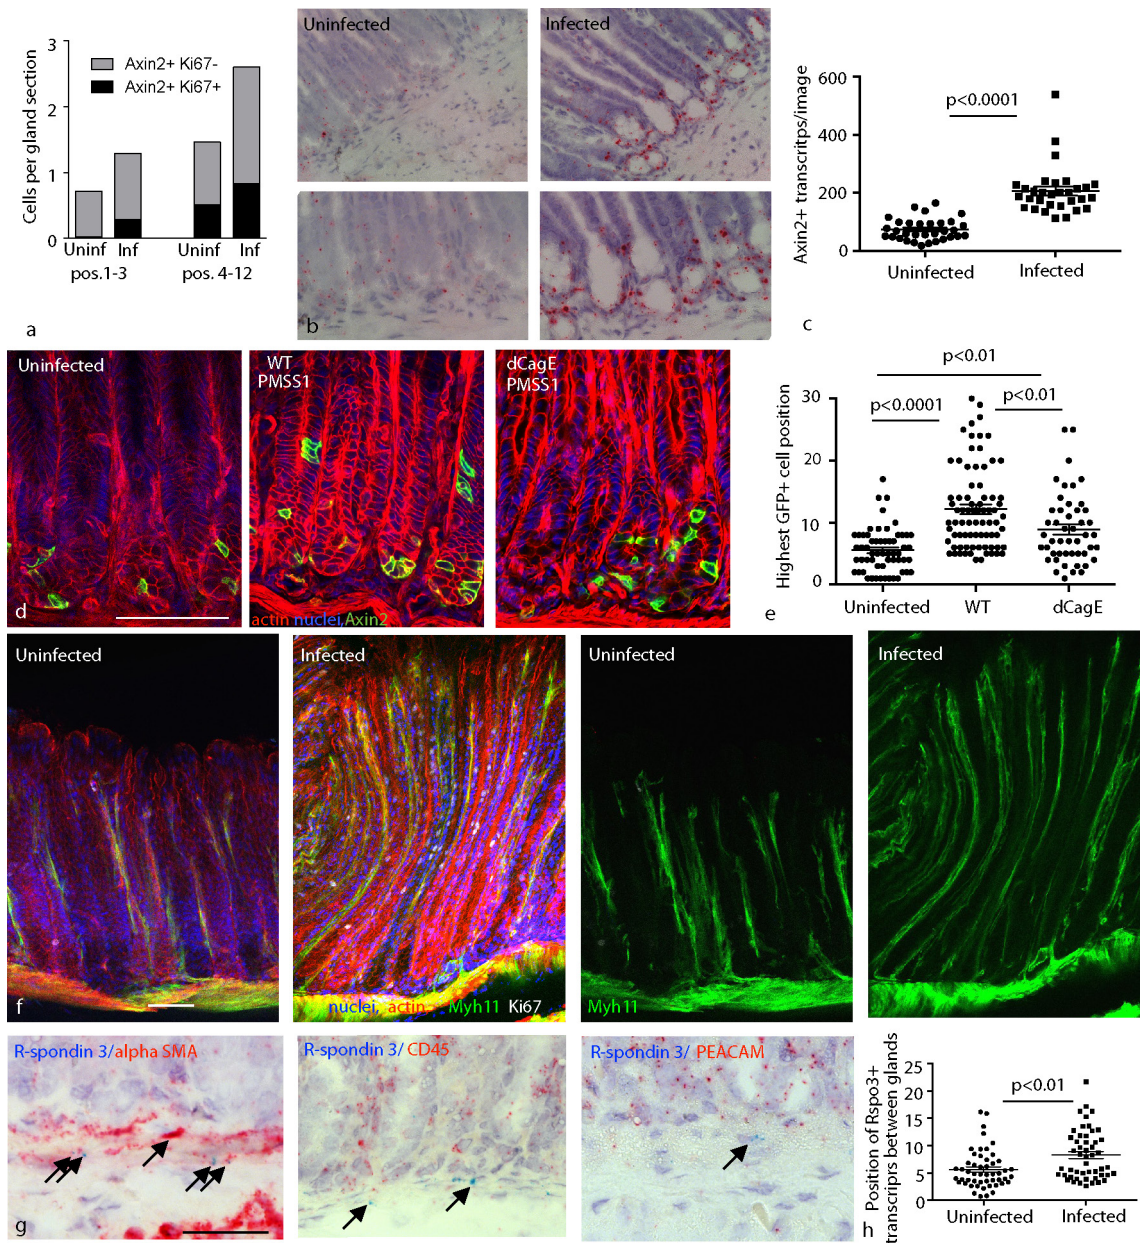 3
2
1
0
Cells per gland section
Axin2+ Ki67-
Axin2+ Ki67+
Uninf Inf Uninf Inf
pos.1-3 pos. 4-12
a
Uninfected
Infected
b
600
400
200
0
Axin2+ transcritps/image
p<0.0001
Uninfected Infected
c
Uninfected
WT
PMSS1
dCagE
PMSS1
actin nuclei,Axin2
d
30
20
10
0
Highest GFP+ cell position
p<0.01
p<0.0001
p<0.01
Uninfected WT dCagE
e
Uninfected
Infected
Uninfected
Infected
nuclei, actin Myh11 Ki67
Myh11
f
R-spondin 3/alpha SMA
R-spondin 3/ CD45
R-spondin 3/ PEACAM
g
25
20
15
10
5
0
Position of Rspo3+
transcriprs between glands
p<0.01
Uninfected Infected
h